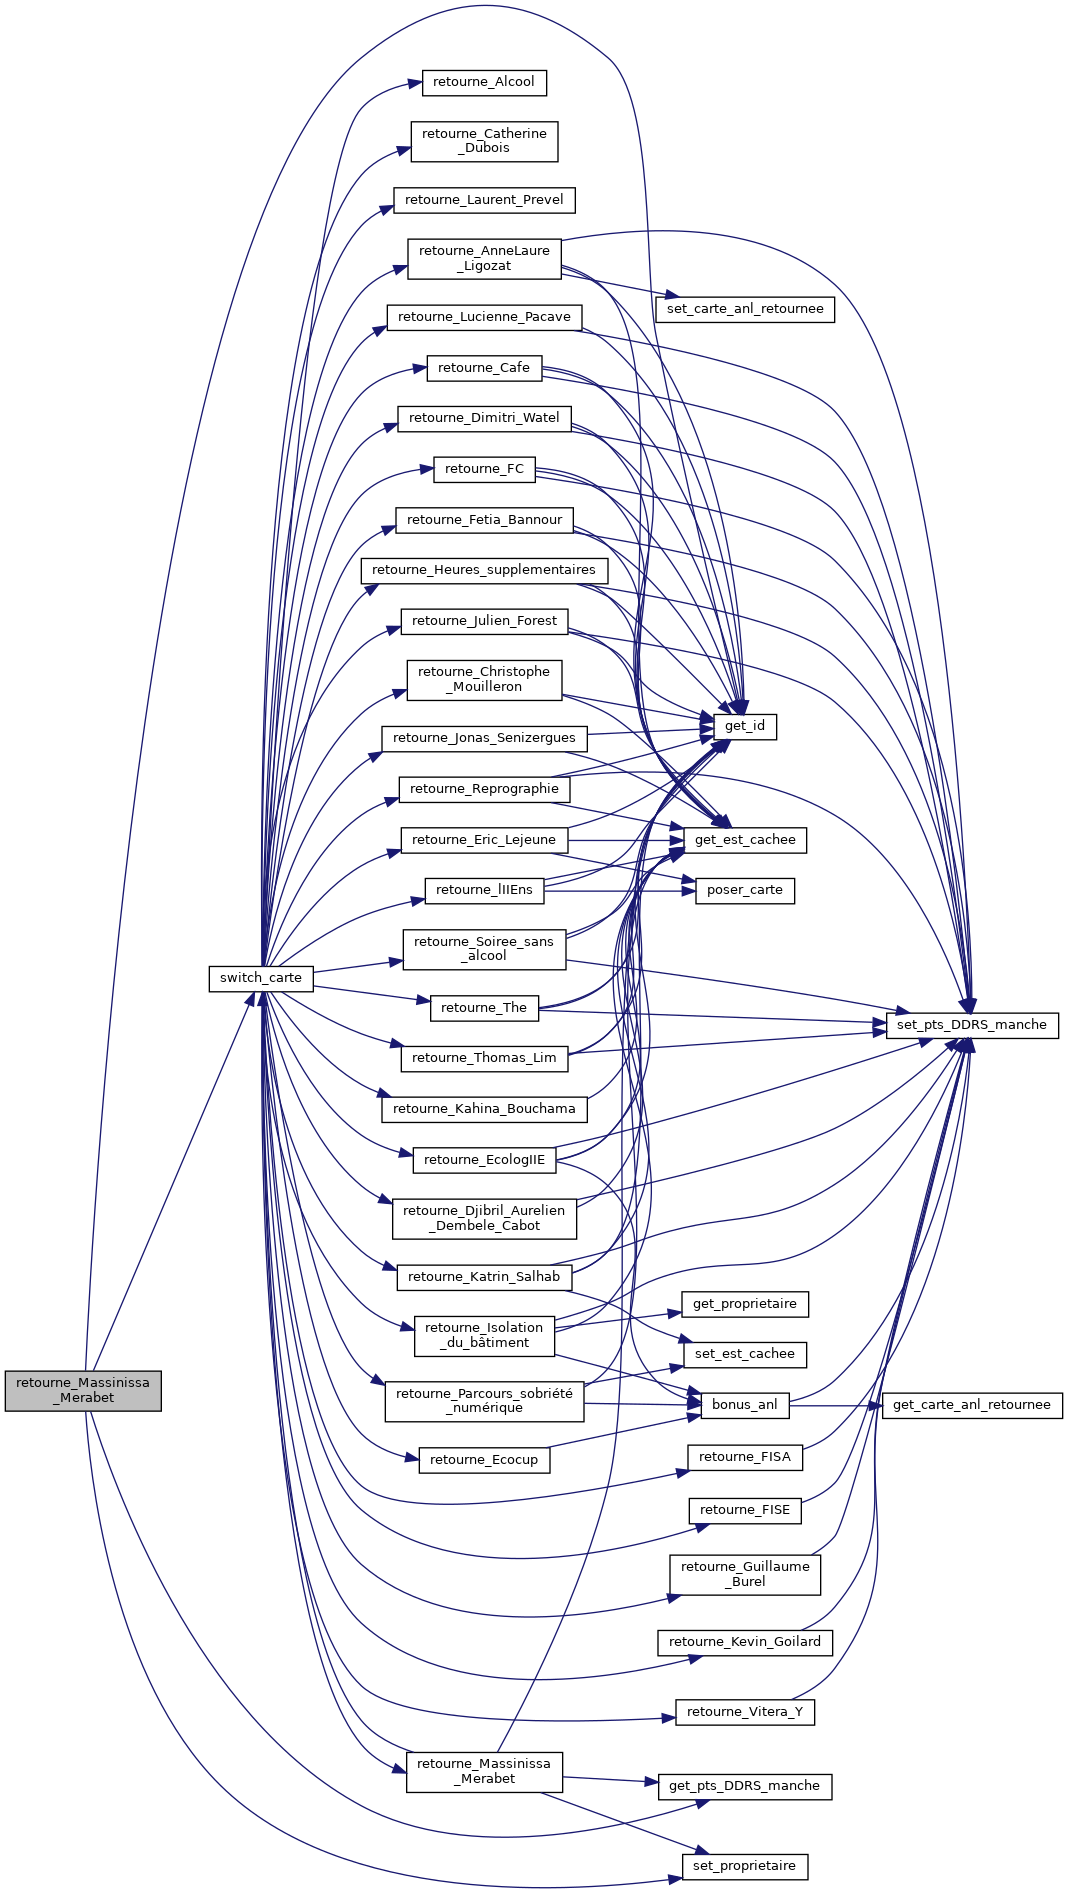 retourne_Alcool
retourne_Catherine
_Dubois
retourne_Laurent_Prevel
retourne_AnneLaure
_Ligozat
set_carte_anl_retournee
retourne_Lucienne_Pacave
retourne_Cafe
retourne_Dimitri_Watel
retourne_FC
retourne_Fetia_Bannour
retourne_Heures_supplementaires
retourne_Julien_Forest
retourne_Christophe
_Mouilleron
get_id
retourne_Jonas_Senizergues
retourne_Reprographie
retourne_Eric_Lejeune
get_est_cachee
retourne_lIIEns
poser_carte
retourne_Soiree_sans
_alcool
switch_carte
retourne_The
set_pts_DDRS_manche
retourne_Thomas_Lim
retourne_Kahina_Bouchama
retourne_EcologIIE
retourne_Djibril_Aurelien
_Dembele_Cabot
retourne_Katrin_Salhab
get_proprietaire
retourne_Isolation
_du_bâtiment
set_est_cachee
retourne_Massinissa
_Merabet
retourne_Parcours_sobriété
_numérique
bonus_anl
get_carte_anl_retournee
retourne_Ecocup
retourne_FISA
retourne_FISE
retourne_Guillaume
_Burel
retourne_Kevin_Goilard
retourne_Vitera_Y
retourne_Massinissa
_Merabet
get_pts_DDRS_manche
set_proprietaire